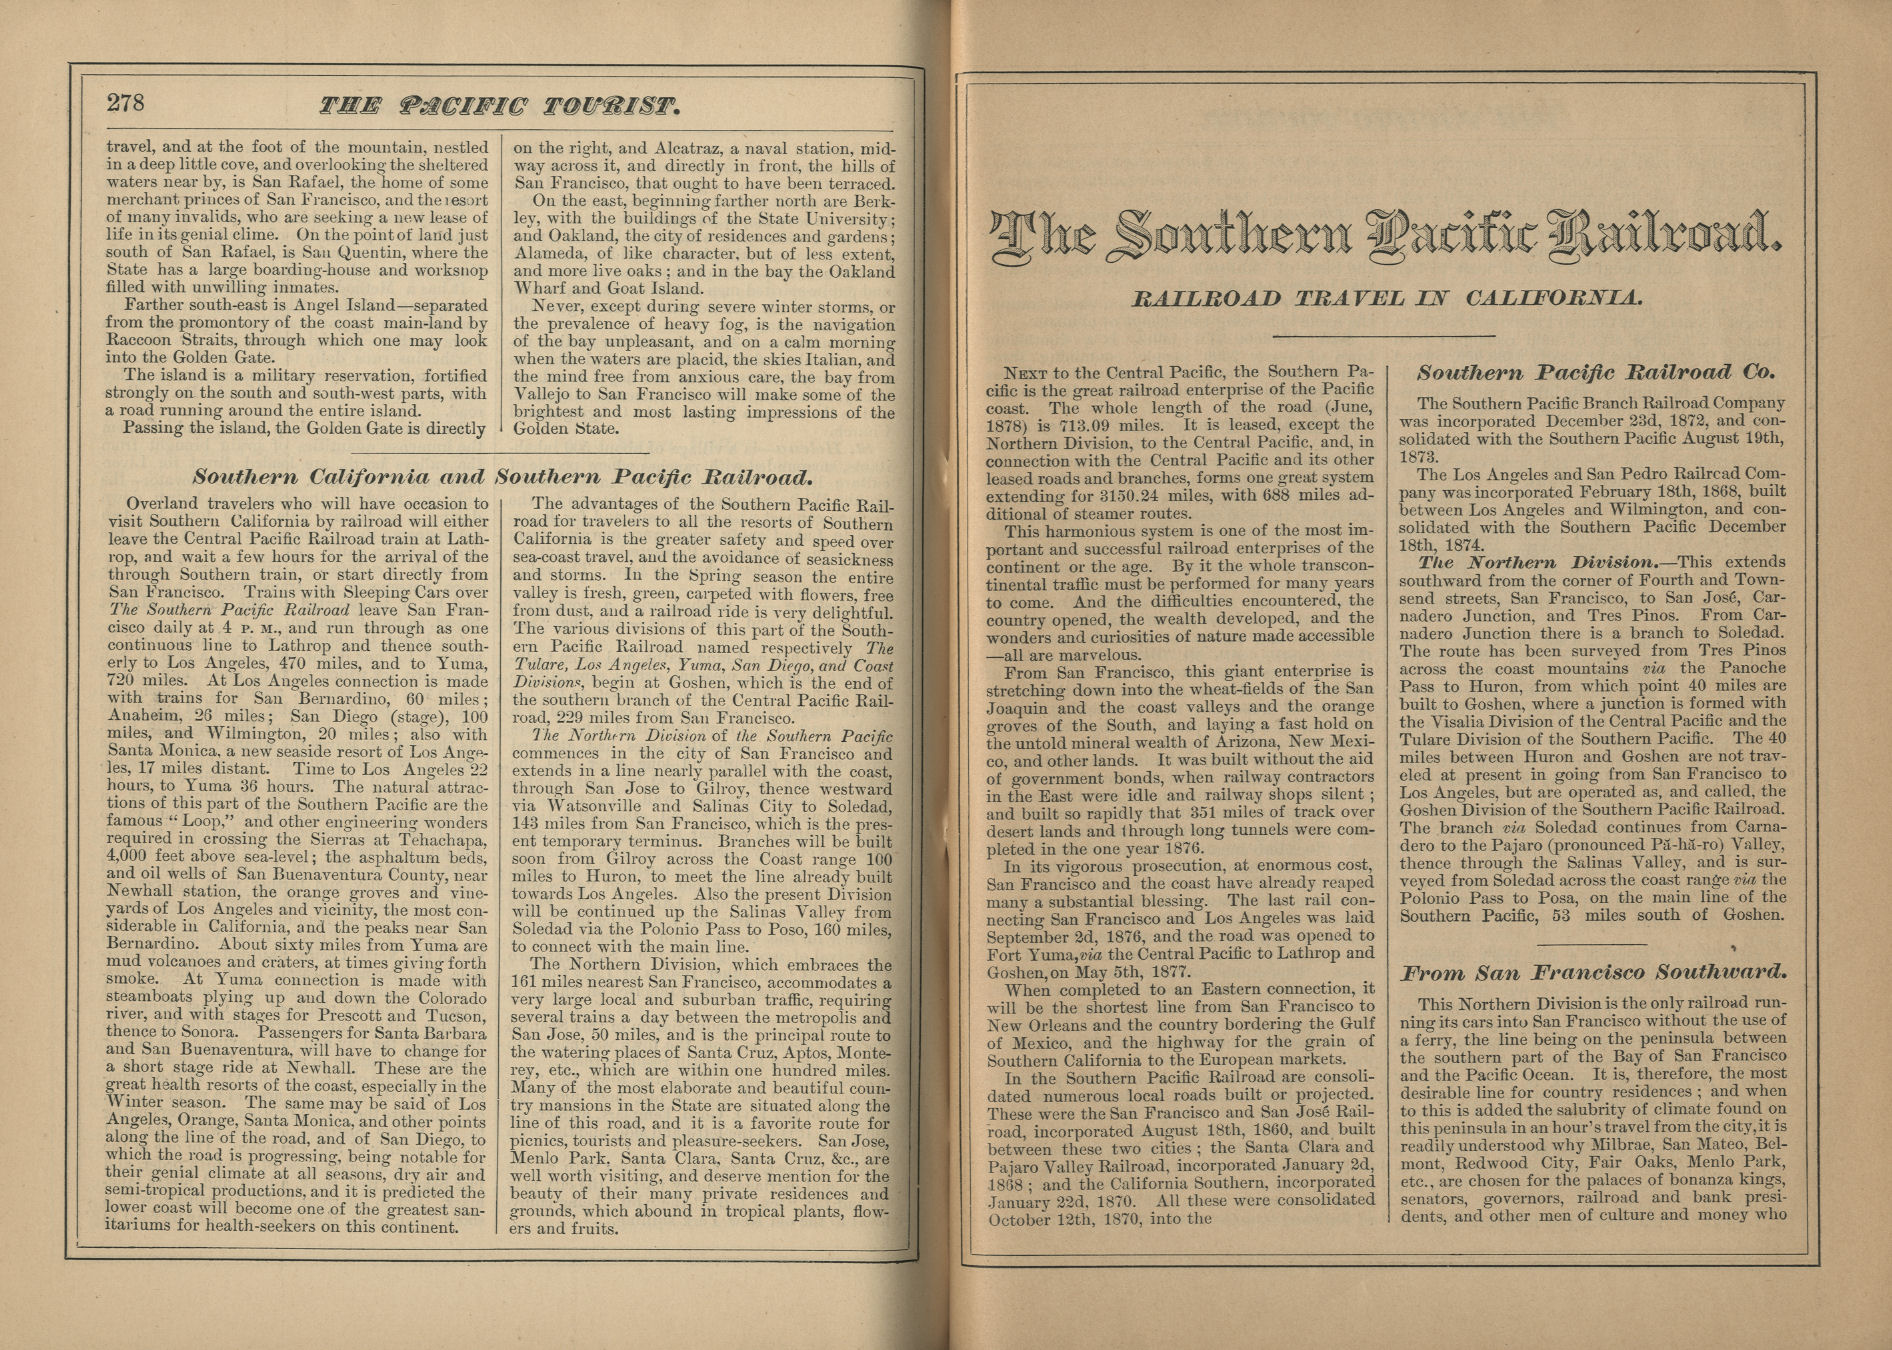 278
THE PACIFIC TOURIST.
travel, and at the foot of the mountain, nestled
in a deep little cove, and overlooking the sheltered
waters near by, is San Rafael, the home of some
merchant princes of San Francisco, and the resort
of many invalids, who are seeking a new lease of
life in its genial clime. On the point of land just
south of San Rafael, is San Quentin, where the
State has a large boarding-house and workshop
filled with unwilling inmates.
Farther south-east is Angel Island—separated
from the promontory of the coast main-land by
Raccoon Straits, through which one may look
into the Golden Gate.
The island is a military reservation, fortified
strongly on the south and south-west parts, with
a road running around the entire island.
Passing the island, the Golden Gate is directly
on the right, and Alcatraz, a naval station, mid-
way across it, and directly in front, the hills of
San Francisco, that ought to have been terraced.
On the east, beginning farther north are Berk-
ley, with the buildings of the State University;
and Oakland, the city of residences and gardens;
Alameda, of like character, but of less extent,
and more live oaks; and in the bay the Oakland
Wharf and Goat Island.
Never, except during severe winter storms, or
the prevalence of heavy fog, is the navigation
of the bay unpleasant, and on a calm morning
when the waters are placid, the skies Italian, and
the mind free from anxious care, the bay from
Vallejo to San Francisco will make some of the
brightest and most lasting impressions of the
Golden State.
Southern California and Southern Pacific Railroad.
Overland travelers who will have occasion to
visit Southern California by railroad will either
leave the Central Pacific Railroad train at Lath-
rop, and wait a few hours for the arrival of the
through Southern train, or start directly from
San Francisco. Trains with Sleeping Cars over
The Southern Pacific Railroad leave San Fran-
cisco daily at 4 P. M., and run through as one
continuous line to Lathrop and thence south-
erly to Los Angeles, 470 miles, and to Yuma,
720 miles. At Los Angeles connection is made
with trains for San Bernardino, 60 miles;
Anaheim, 26 miles; San Diego (stage), 100
miles, and Wilmington, 20 miles; also with
Santa Monica, a new seaside resort of Los Ange-
les, 17 miles distant. Time to Los Angeles 22
hours, to Yuma 36 hours. The natural attrac-
tions of this part of the Southern Pacific are the
famous "Loop," and other engineering wonders
required in crossing the Sierras at Tehachapa,
4,000 feet above sea-level; the asphaltum beds,
and oil wells of San Buenaventura County, near
Newhall station, the orange groves and vine-
yards of Los Angeles and vicinity, the most con-
siderable in California, and the peaks near San
Bernardino. About sixty miles from Yuma are
mud volcanoes and craters, at times giving forth
smoke. At Yuma connection is made with
steamboats plying up and down the Colorado
river, and with stages for Prescott and Tucson,
thence to Sonora. Passengers for Santa Barbara
and San Buenaventura, will have to change for
a short stage ride at Newhall. These are the
great health resorts of the coast, especially in the
Winter season. The same may be said of Los
Angeles, Orange, Santa Monica, and other points
along the line of the road, and of San Diego, to
which the road is progressing, being notable for
their genial climate at all seasons, dry air and
semi-tropical productions, and it is predicted the
lower coast will become one of the greatest san-
itariums for health-seekers on this continent.
The advantages of the Southern Pacific Rail-
road for travelers to all the resorts of Southern
California is the greater safety and speed over
sea-coast travel, and the avoidance of seasickness
and storms. In the Spring season the entire
valley is fresh, green, carpeted with flowers, free
from dust, and a railroad ride is very delightful.
The various divisions of this part of the South-
ern Pacific Railroad named respectively The
Tulare, Los Angeles, Yuma, San Diego, and Coast
Divisions, begin at Goshen, which is the end of
the southern branch of the Central Pacific Rail-
road, 229 miles from San Francisco.
The Northern Division of the Southern Pacific
commences in the city of San Francisco and
extends in a line nearly parallel with the coast,
through San Jose to Gilroy, thence westward
via Watsonville and Salinas City to Soledad,
143 miles from San Francisco, which is the pres-
ent temporary terminus. Branches will be built
soon from Gilroy across the Coast range 100
miles to Huron, to meet the line already built
towards Los Angeles. Also the present Division
will be continued up the Salinas Valley from
Soledad via the Polonio Pass to Poso, 160 miles,
to connect with the main line.
The Northern Division, which embraces the
161 miles nearest San Francisco, accommodates a
very large local and suburban traffic, requiring
several trains a day between the metropolis and
San Jose, 50 miles, and is the principal route to
the watering places of Santa Cruz, Aptos, Monte-
rey, etc., which are within one hundred miles.
Many of the most elaborate and beautiful coun-
try mansions in the State are situated along the
line of this road, and it is a favorite route for
picnics, tourists and pleasure-seekers. San Jose,
Menlo Park, Santa Clara, Santa Cruz, &c., are
well worth visiting, and deserve mention for the
beauty of their many private residences and
grounds, which abound in tropical plants, flow-
ers and fruits.
The Southern Pacific Railroad.
RAILROAD TRAVEL IN CALIFORNIA.
NEXT to the Central Pacific, the Southern Pa-
cific is the great railroad enterprise of the Pacific
coast. The whole length of the road (June,
1878) is 713.09 miles. It is leased, except the
Northern Division, to the Central Pacific, and, in
connection with the Central Pacific and its other
leased roads and branches, forms one great system
extending for 3150.24 miles, with 688 miles ad-
ditional of steamer routes.
This harmonious system is one of the most im-
portant and successful railroad enterprises of the
continent or the age. By it the whole transcon-
tinental traffic must be performed for many years
to come. And the difficulties encountered, the
country opened, the wealth developed, and the
wonders and curiosities of nature made accessible
—all are marvelous.
From San Francisco, this giant enterprise is
stretching down into the wheat-fields of the San
Joaquin and the coast valleys and the orange
groves of the South, and laying a fast hold on
the untold mineral wealth of Arizona, New Mexi-
co, and other lands. It was built without the aid
of government bonds, when railway contractors
in the East were idle and railway shops silent;
and built so rapidly that 351 miles of track over
desert lands and through long tunnels were com-
pleted in the one year 1876.
In its vigorous prosecution, at enormous cost,
San Francisco and the coast have already reaped
many a substantial blessing. The last rail con-
necting San Francisco and Los Angeles was laid
September 2d, 1876, and the road was opened to
Fort Yuma, via the Central Pacific to Lathrop and
Goshen, on May 5th, 1877.
When completed to an Eastern connection, it
will be the shortest line from San Francisco to
New Orleans and the country bordering the Gulf
of Mexico, and the highway for the grain of
Southern California to the European markets.
In the Southern Pacific Railroad are consoli-
dated numerous local roads built or projected.
These were the San Francisco and San José Rail-
road, incorporated August 18th, 1860, and built
between these two cities; the Santa Clara and
Pajaro Valley Railroad, incorporated January 2d,
1868; and the California Southern, incorporated
January 22d, 1870. All these were consolidated
October 12th, 1870, into the
Southern Pacific Railroad Co.
The Southern Pacific Branch Railroad Company
was incorporated December 23d, 1872, and con-
solidated with the Southern Pacific August 19th,
1873.
The Los Angeles and San Pedro Railroad Com-
pany was incorporated February 18th, 1868, built
between Los Angeles and Wilmington, and con-
solidated with the Southern Pacific December
18th, 1874.
The Northern Division.—This extends
southward from the corner of Fourth and Town-
send streets, San Francisco, to San José, Car-
nadero Junction, and Tres Pinos. From Car-
nadero Junction there is a branch to Soledad.
The route has been surveyed from Tres Pinos
across the coast mountains via the Panoche
Pass to Huron, from which point 40 miles are
built to Goshen, where a junction is formed with
the Visalia Division of the Central Pacific and the
Tulare Division of the Southern Pacific. The 40
miles between Huron and Goshen are not trav-
eled at present in going from San Francisco to
Los Angeles, but are operated as, and called, the
Goshen Division of the Southern Pacific Railroad.
The branch via Soledad continues from Carna-
dero to the Pajaro (pronounced Pă-hă-ro) Valley,
thence through the Salinas Valley, and is sur-
veyed from Soledad across the coast range via the
Polonio Pass to Posa, on the main line of the
Southern Pacific, 53 miles south of Goshen.
From San Francisco Southward.
This Northern Division is the only railroad run-
ning its cars into San Francisco without the use of
a ferry, the line being on the peninsula between
the southern part of the Bay of San Francisco
and the Pacific Ocean. It is, therefore, the most
desirable line for country residences; and when
to this is added the salubrity of climate found on
this peninsula in an hour's travel from the city, it is
readily understood why Milbrae, San Mateo, Bel-
mont, Redwood City, Fair Oaks, Menlo Park,
etc., are chosen for the palaces of bonanza kings,
senators, governors, railroad and bank presi-
dents, and other men of culture and money who